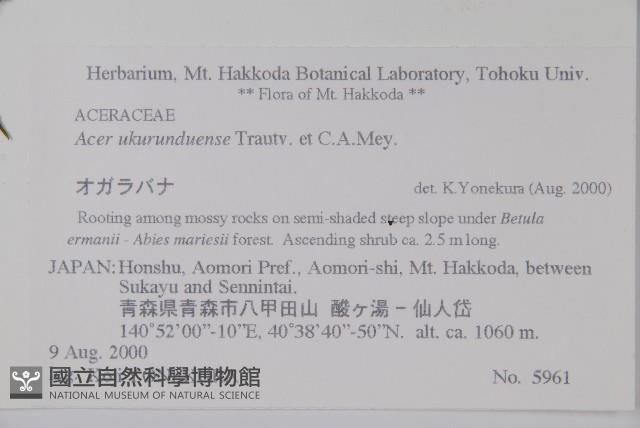 Herbarium, Mt. Hakkoda Botanical Laboratory, Tohoku Univ.
** Flora of Mt. Hakkoda **
ACERACEAE
Acer ukurunduense Trautv. et C.A.Mey.
オガラバナ
det. K.Yonekura (Aug. 2000)
Rooting among mossy rocks on semi-shaded steep slope under Betula
ermanii - Abies mariesii forest. Ascending shrub ca. 2.5 m long.
JAPAN: Honshu, Aomori Pref., Aomori-shi, Mt. Hakkoda, between
Sukayu and Sennintai.
青森県青森市八甲田山 酸ヶ湯－仙人岱
140˚52'00”-10”E, 40˚38'40”-50”N. alt. ca. 1060 m.
9 Aug. 2000
No. 5961
國立自然科學博物館
NATIONAL MUSEUM OF NATURAL SCIENCE